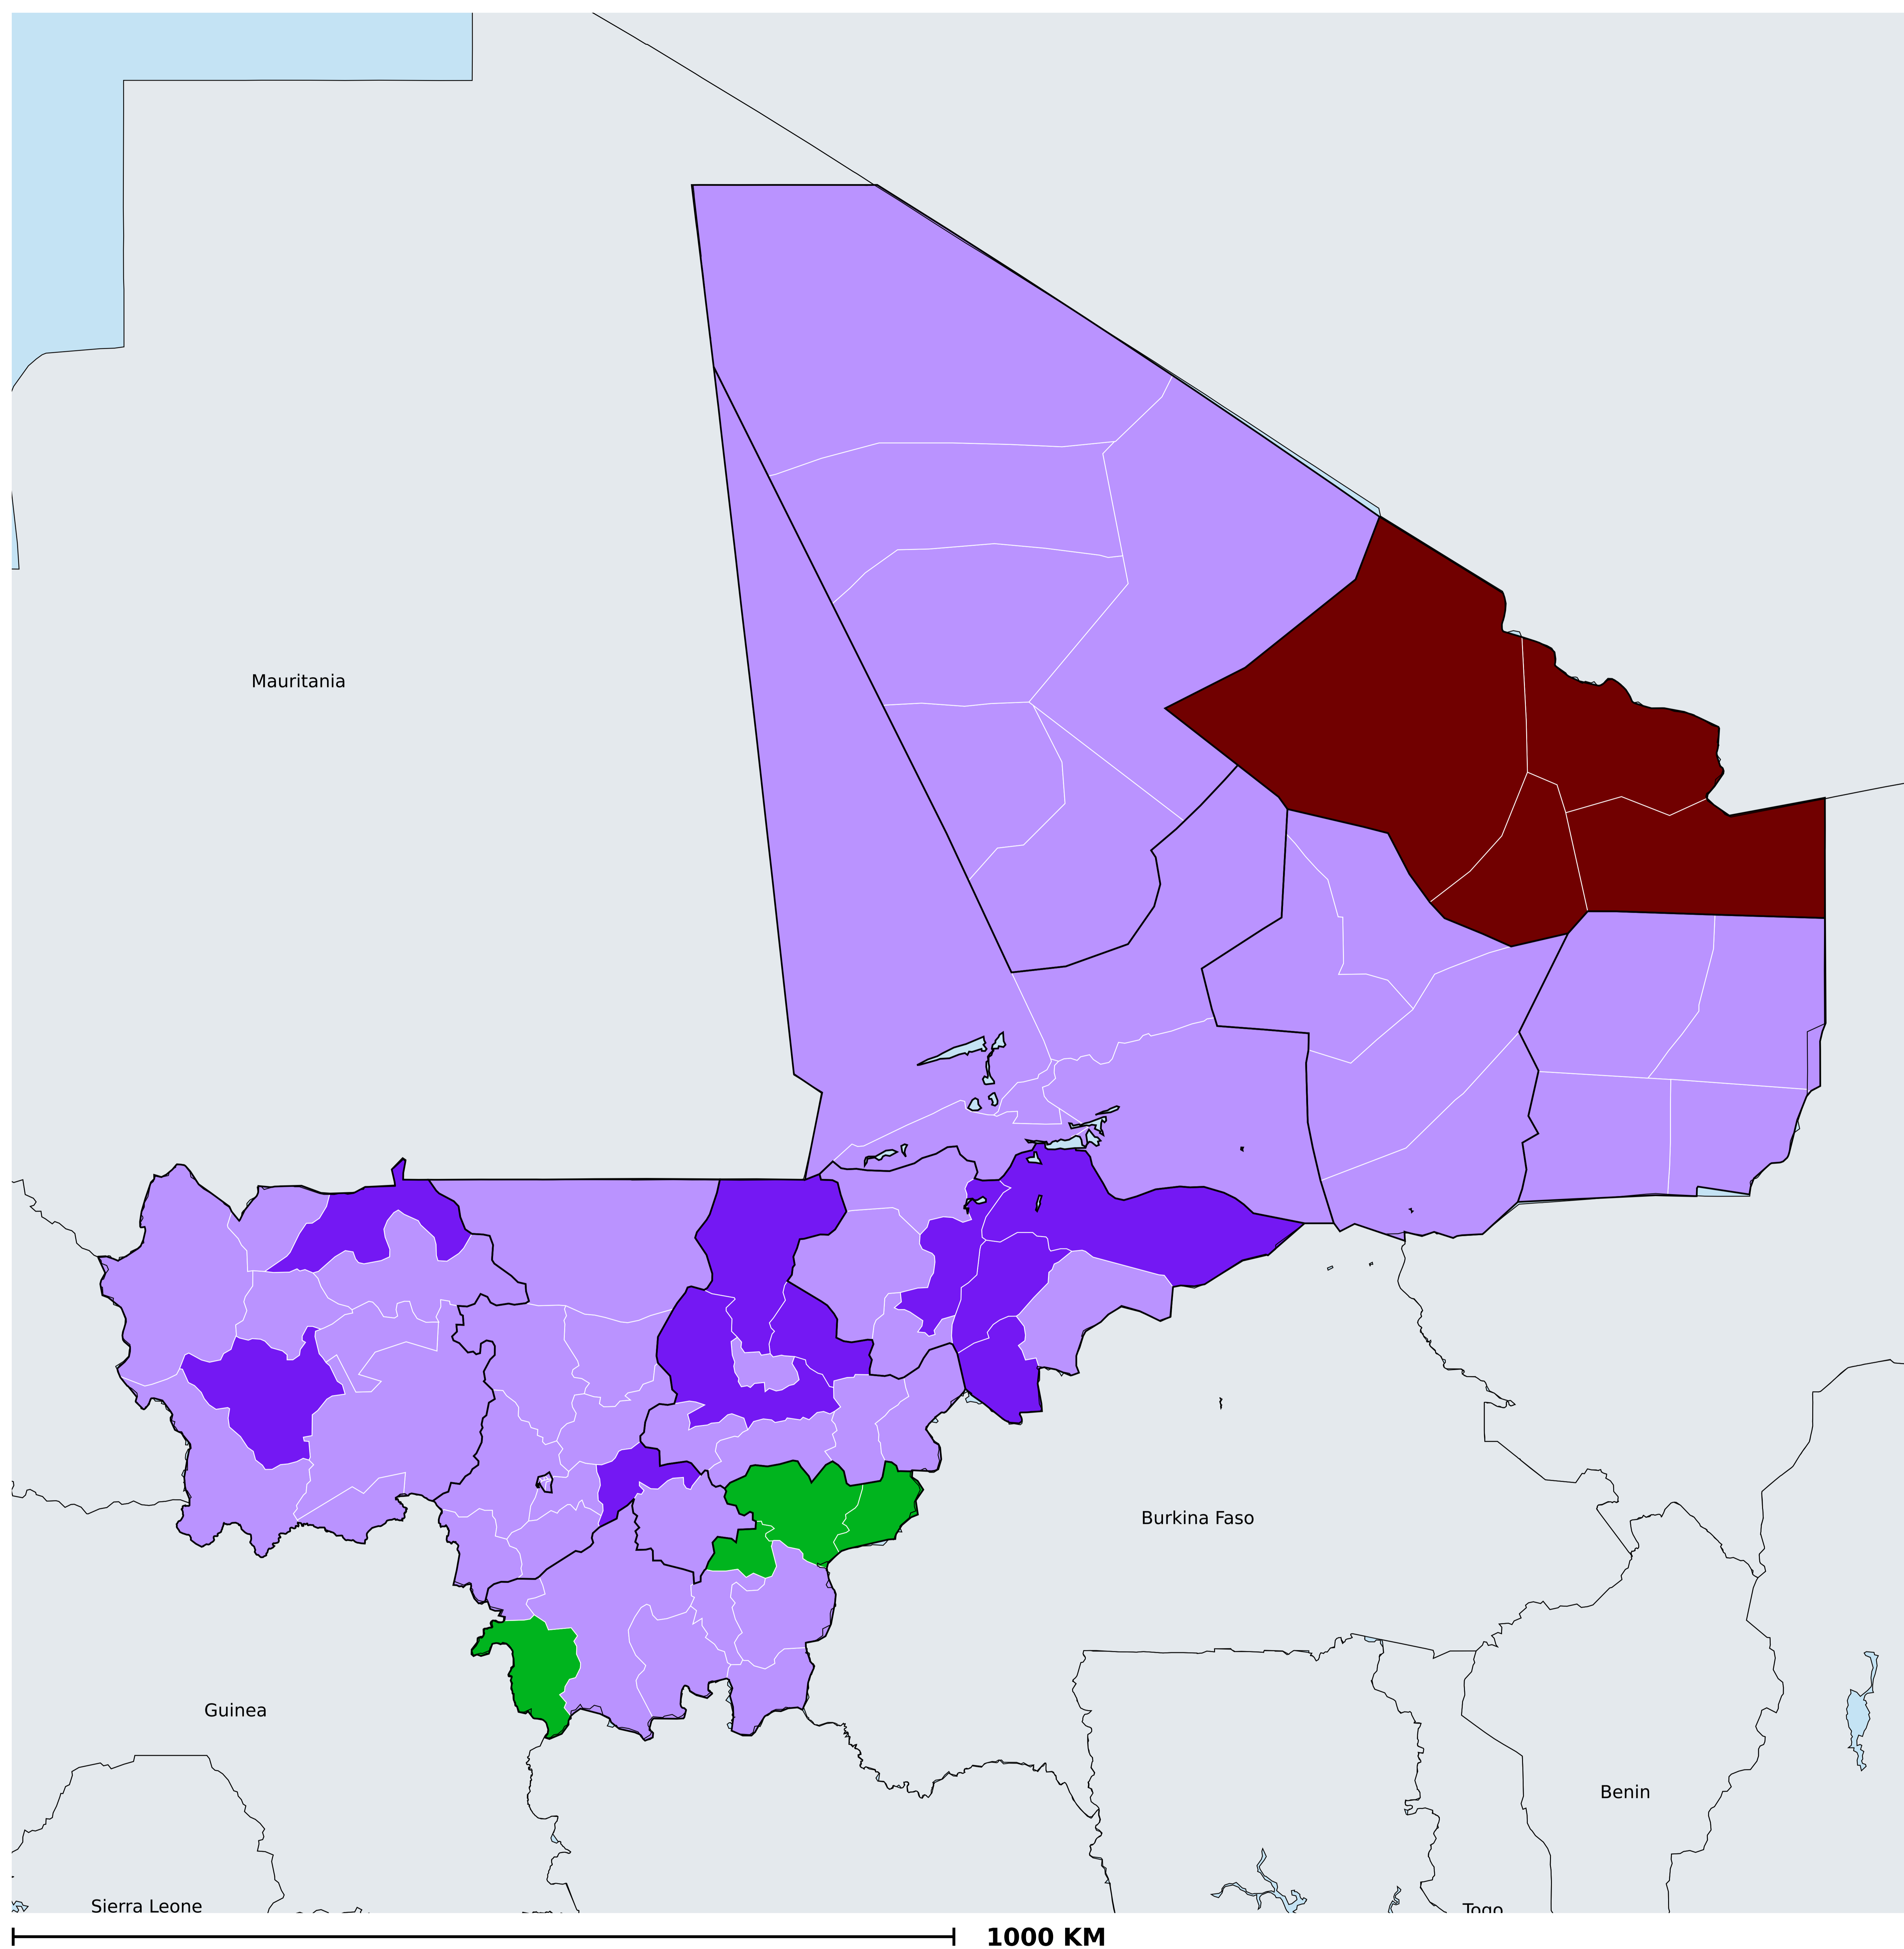 Mauritania
Burkina Faso
Guinea
Benin
Sierra Leone
Togo
1000 KM